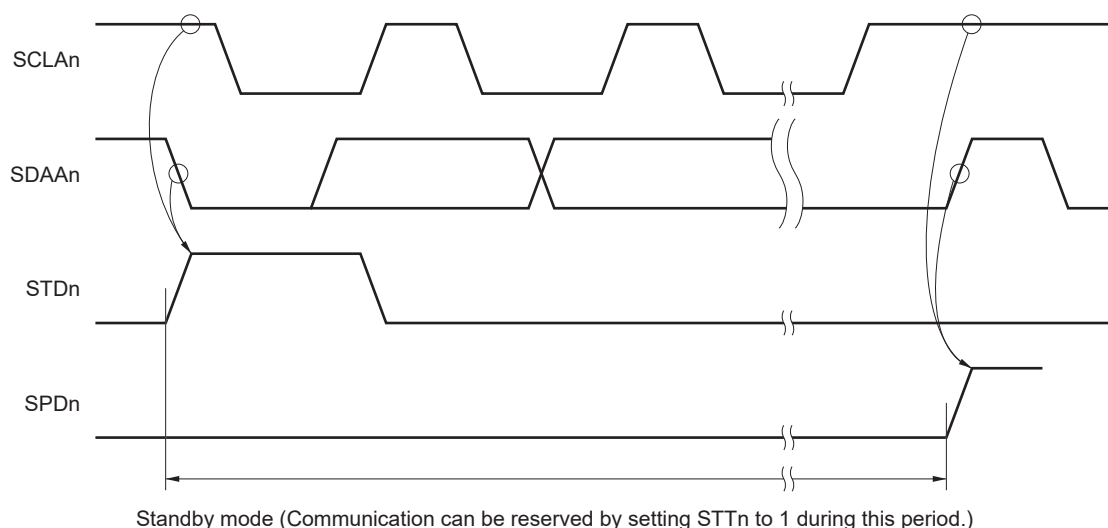 SCLAn
SDAAn
STDn
SPDn
Standby mode (Communication can be reserved by setting STTn to 1 during this period.)